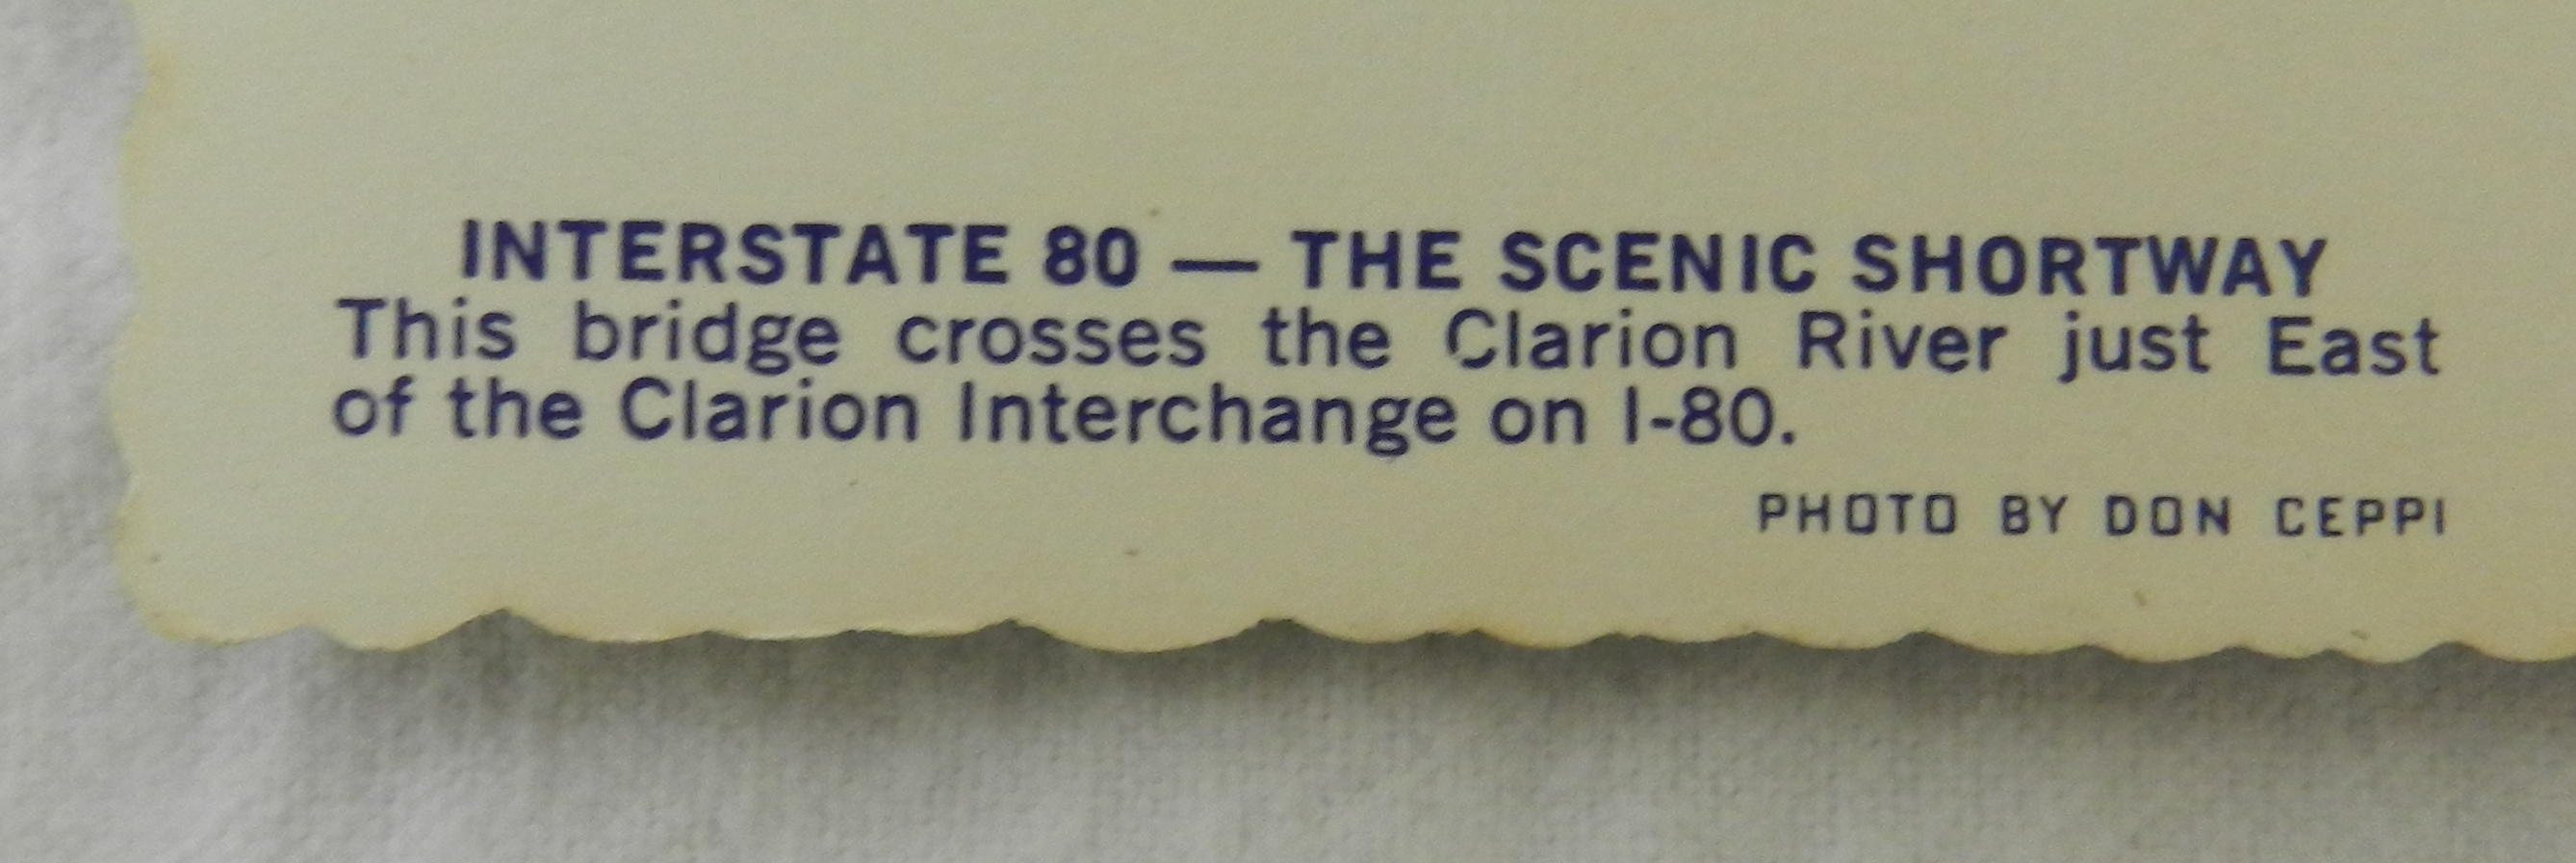 INTERSTATE 80 — THE SCENIC SHORTWAY
This bridge crosses the Clarion River just East
of the Clarion Interchange on I-80.
PHOTO BY DON CEPPI